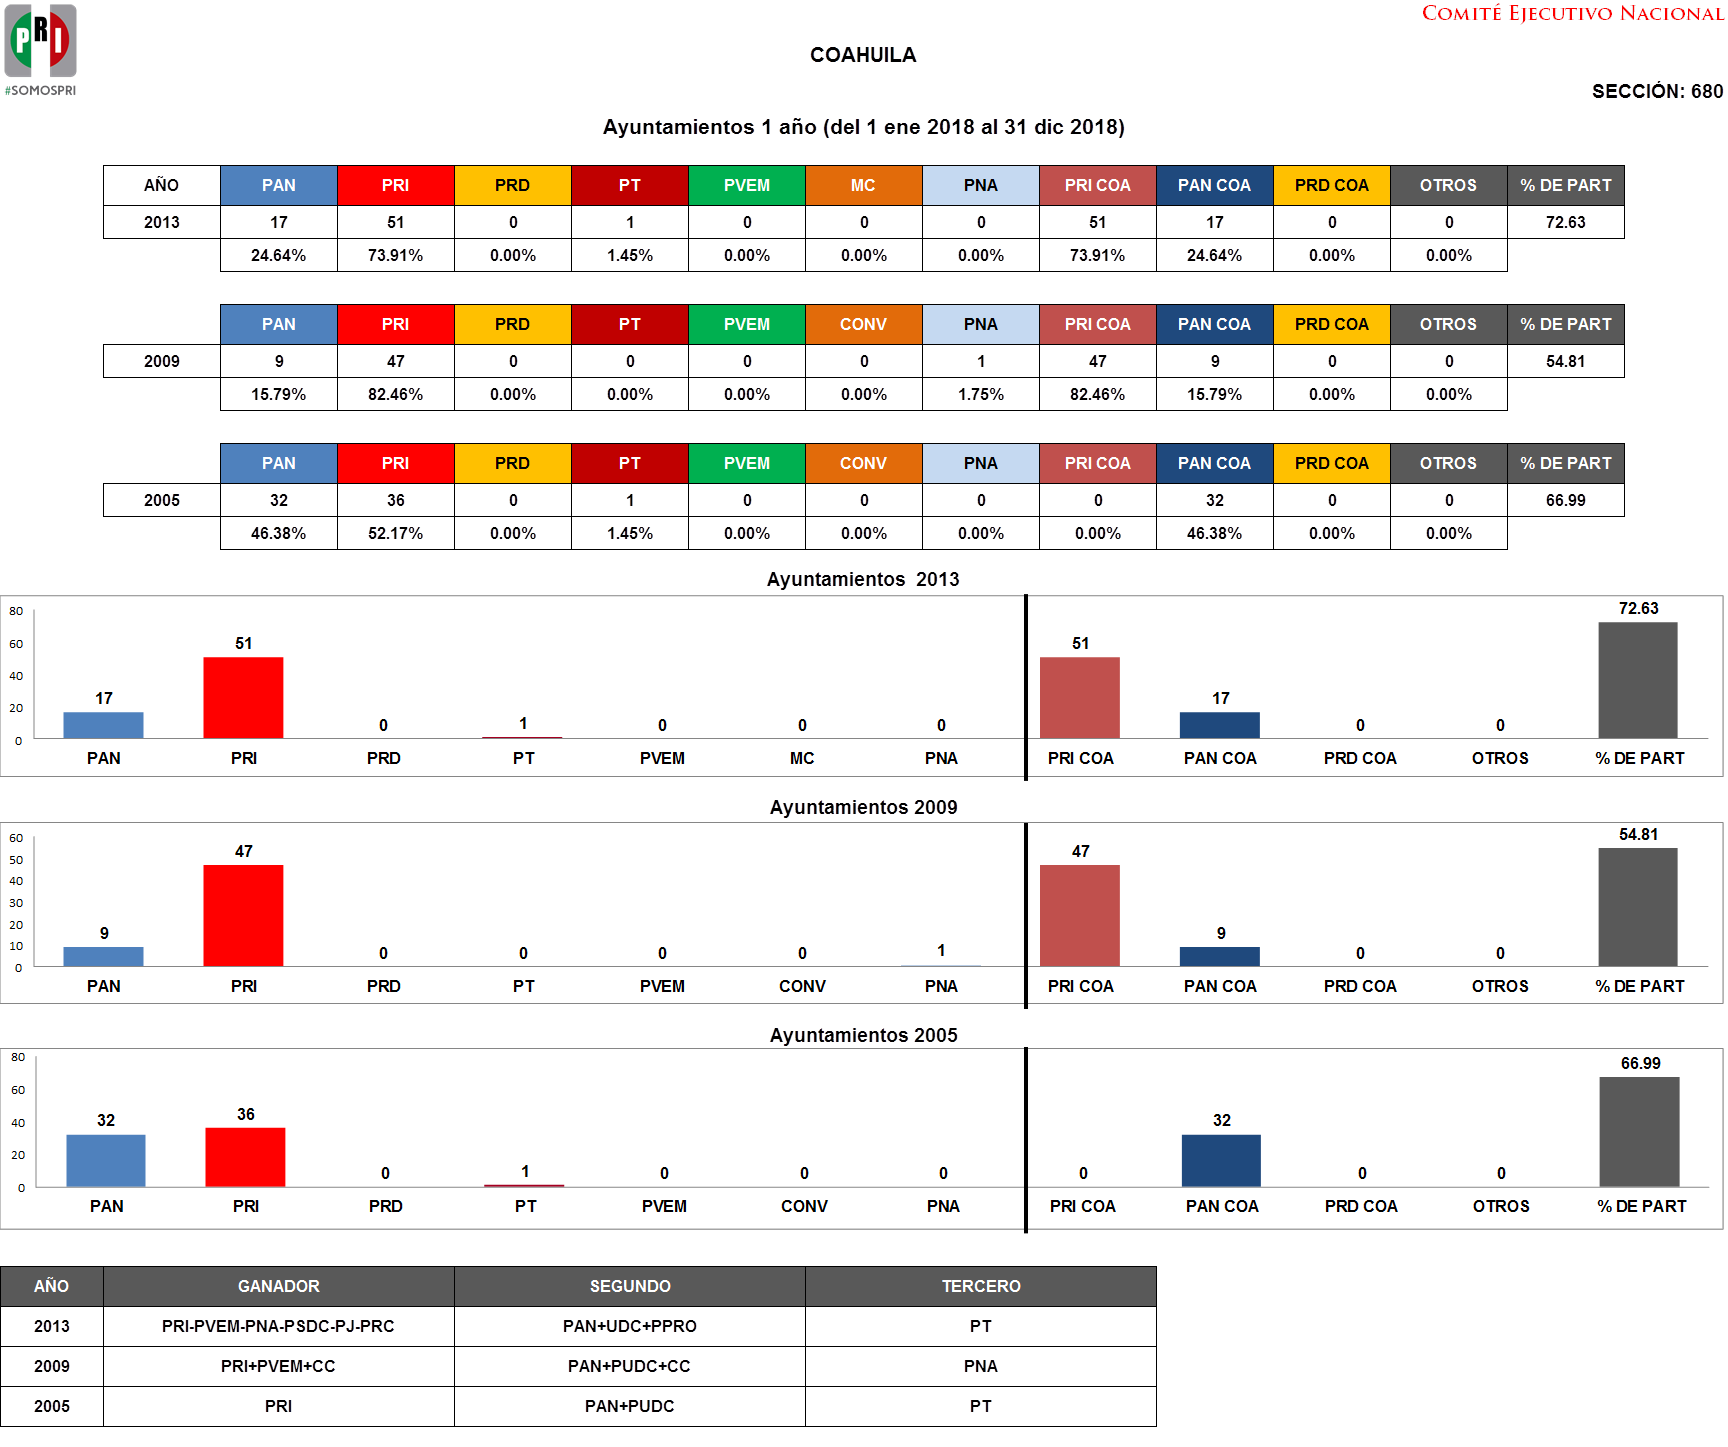 PRI
#SOMOSPRI
COMITÉ EJECUTIVO NACIONAL
COAHUILA
SECCIÓN: 680
Ayuntamientos 1 año (del 1 ene 2018 al 31 dic 2018)
AÑO PAN PRI PRD PT PVEM MC PNA PRI COA PAN COA PRD COA OTROS % DE PART
2013 17 51 0 1 0 0 0 51 17 0 0 72.63
24.64% 73.91% 0.00% 1.45% 0.00% 0.00% 0.00% 73.91% 24.64% 0.00% 0.00%
PAN PRI PRD PT PVEM CONV PNA PRI COA PAN COA PRD COA OTROS % DE PART
2009 9 47 0 0 0 0 1 47 9 0 0 54.81
15.79% 82.46% 0.00% 0.00% 0.00% 0.00% 1.75% 82.46% 15.79% 0.00% 0.00%
PAN PRI PRD PT PVEM CONV PNA PRI COA PAN COA PRD COA OTROS % DE PART
2005 32 36 0 1 0 0 0 0 32 0 0 66.99
46.38% 52.17% 0.00% 1.45% 0.00% 0.00% 0.00% 0.00% 46.38% 0.00% 0.00%
Ayuntamientos 2013
80
60
40
20
0
17 51 0 1 0 0 0 51 17 0 0 72.63
PAN PRI PRD PT PVEM MC PNA PRI COA PAN COA PRD COA OTROS % DE PART
Ayuntamientos 2009
60
50
40
30
20
10
0
9 47 0 0 0 0 1 47 9 0 0 54.81
PAN PRI PRD PT PVEM CONV PNA PRI COA PAN COA PRD COA OTROS % DE PART
Ayuntamientos 2005
80
60
40
20
0
32 36 0 1 0 0 0 0 32 0 0 66.99
PAN PRI PRD PT PVEM CONV PNA PRI COA PAN COA PRD COA OTROS % DE PART
AÑO GANADOR SEGUNDO TERCERO
2013 PRI-PVEM-PNA-PSDC-PJ-PRC PAN+UDC+PPRO PT
2009 PRI+PVEM+CC PAN+PUDC+CC PNA
2005 PRI PAN+PUDC PT